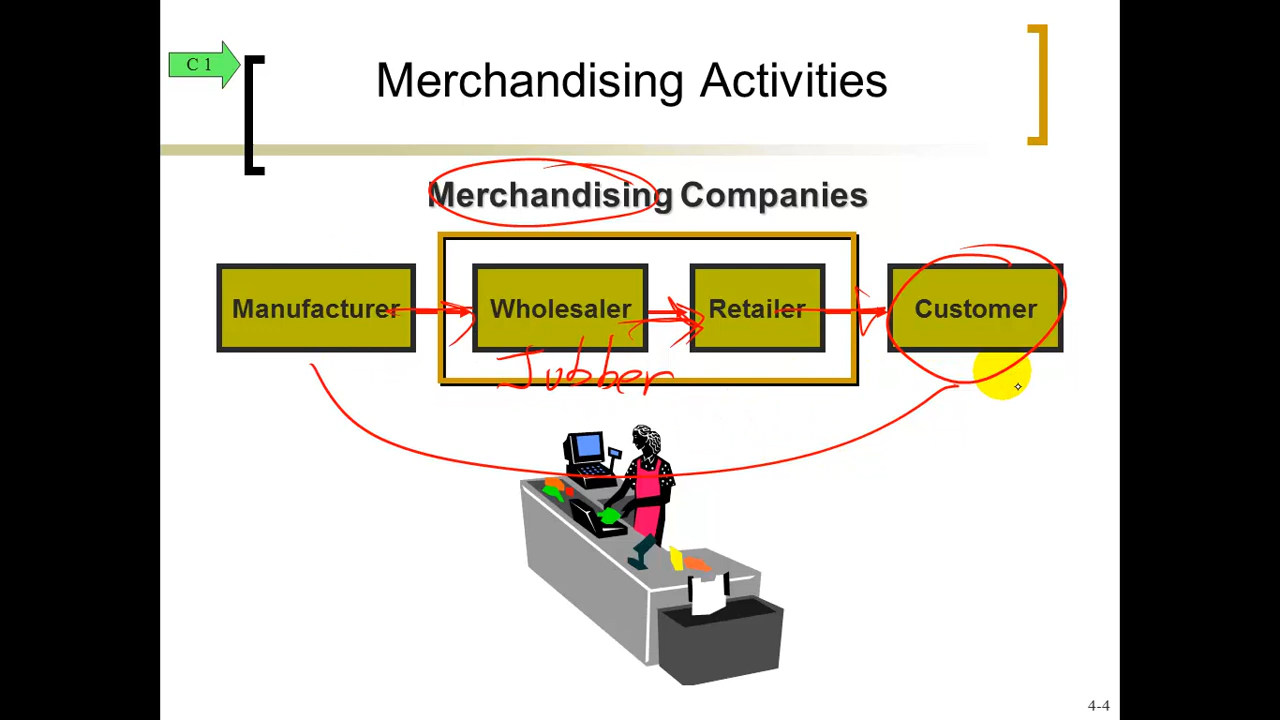 C 1
Merchandising Activities
Merchandising Companies
Manufacturer Wholesaler Retailer Customer
Jobber
4-4